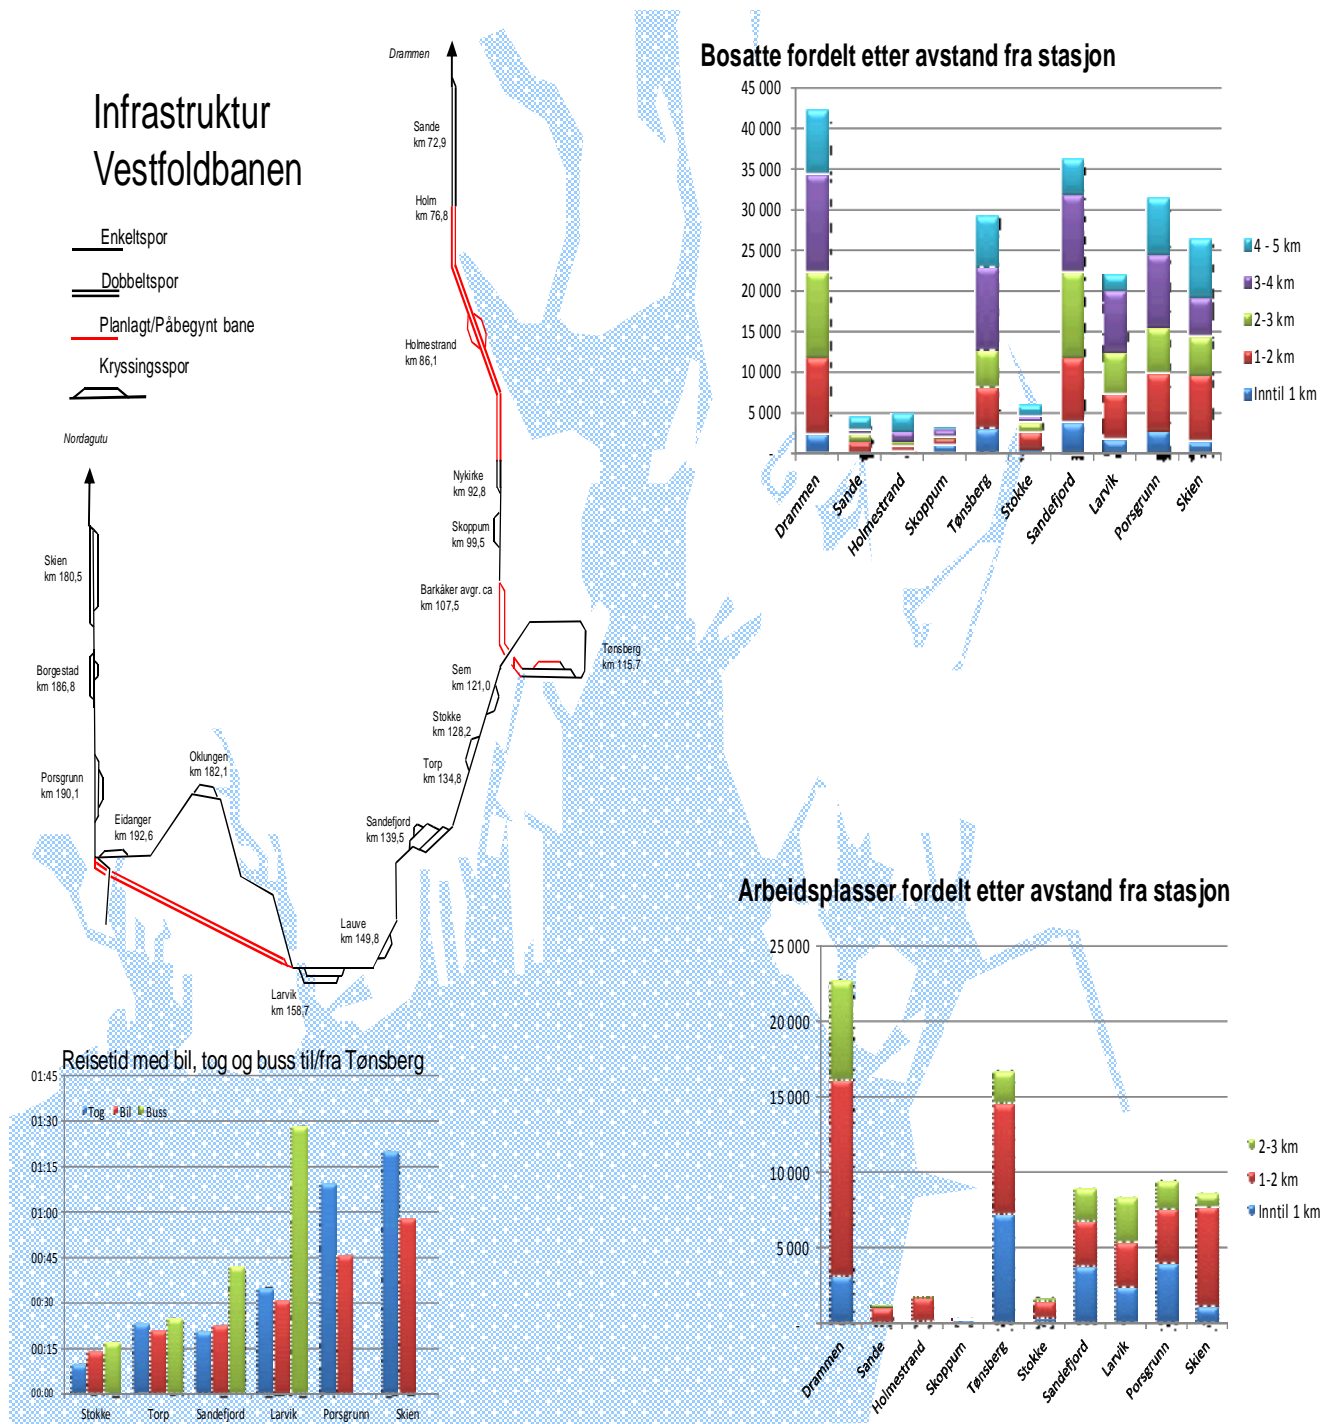 Infrastruktur
Vestfoldbanen
Enkeltspor
Dobbeltspor
Planlagt/Påbegynt bane
Kryssingsspor
Nordagutu
Drammen
Sande
km 72,9
Holm
km 76,8
Holmestrand
km 86,1
Nykirke
km 92,8
Skoppum
km 99,5
Barkåker avgr. ca
km 107,5
Tønsberg
km 115.7
Sem
km 121,0
Stokke
km 128,2
Torp
km 134,8
Sandefjord
km 139,5
Lauve
km 149,8
Larvik
km 158,7
Oklungen
km 182,1
Eidanger
km 192,6
Porsgrunn
km 190,1
Borgestad
km 186,8
Skien
km 180,5
Bosatte fordelt etter avstand fra stasjon
45 000
40 000
35 000
30 000
25 000
20 000
15 000
10 000
5 000
-
Drammen
Sande
Holmestrand
Skoppum
Tønsberg
Stokke
Sandefjord
Larvik
Porsgrunn
Skien
4 - 5 km
3-4 km
2-3 km
1-2 km
Inntil 1 km
Arbeidsplasser fordelt etter avstand fra stasjon
25 000
20 000
15 000
10 000
5 000
-
Drammen
Sande
Holmestrand
Skoppum
Tønsberg
Stokke
Sandefjord
Larvik
Porsgrunn
Skien
2-3 km
1-2 km
Inntil 1 km
Reisetid med bil, tog og buss til/fra Tønsberg
01:45
01:30
01:15
01:00
00:45
00:30
00:15
00:00
Tog Bil Buss
Stokke Torp Sandefjord Larvik Porsgrunn Skien